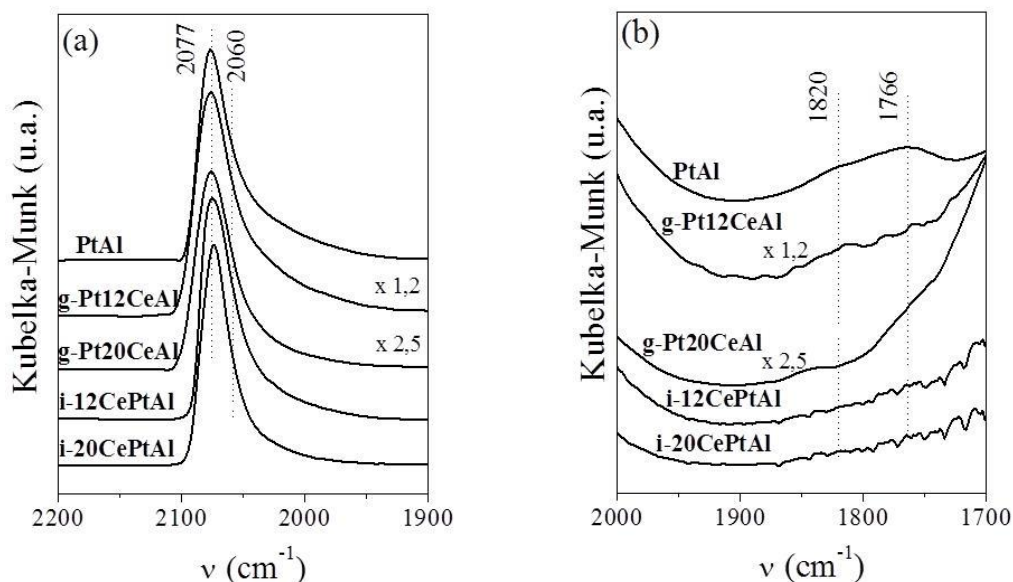 (a)
2077
2060
Kubelka-Munk (u.a.)
PtAl
g-Pt12CeAl
x 1,2
g-Pt20CeAl
x 2,5
i-12CePtAl
i-20CePtAl
2200 2100 2000 1900
ν (cm⁻¹)
(b)
1820
1766
Kubelka-Munk (u.a.)
PtAl
g-Pt12CeAl
x 1,2
g-Pt20CeAl
x 2,5
i-12CePtAl
i-20CePtAl
2000 1900 1800 1700
ν (cm⁻¹)